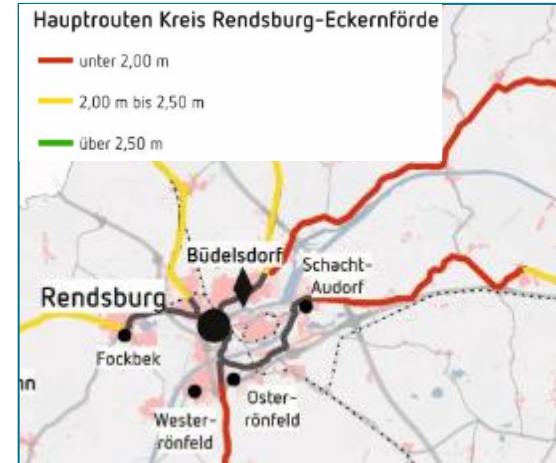 Hauptrouten Kreis Rendsburg-Eckernförde
unter 2,00 m
2,00 m bis 2,50 m
über 2,50 m
Büdelsdorf
Schacht-
Audorf
Rendsburg
Fockbek
nn
Oster-
rönfeld
Wester-
rönfeld